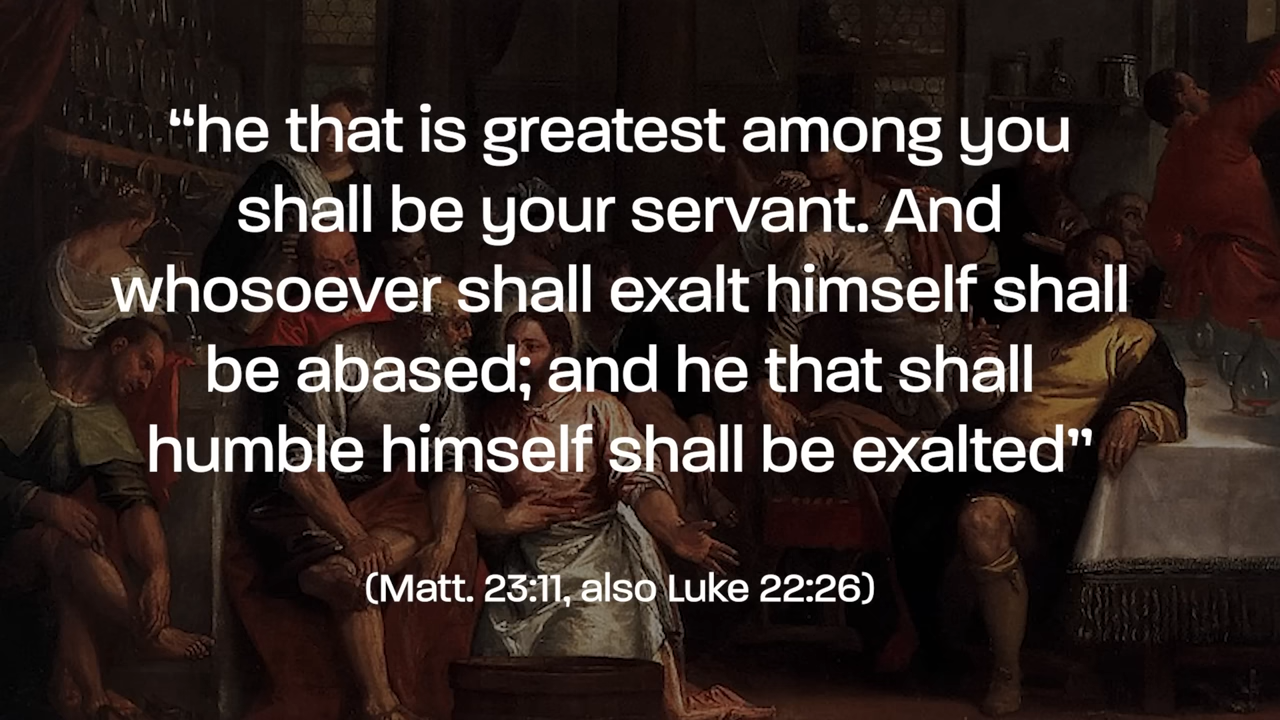 “he that is greatest among you
shall be your servant. And
whosoever shall exalt himself shall
be abased; and he that shall
humble himself shall be exalted”
(Matt. 23:11, also Luke 22:26)